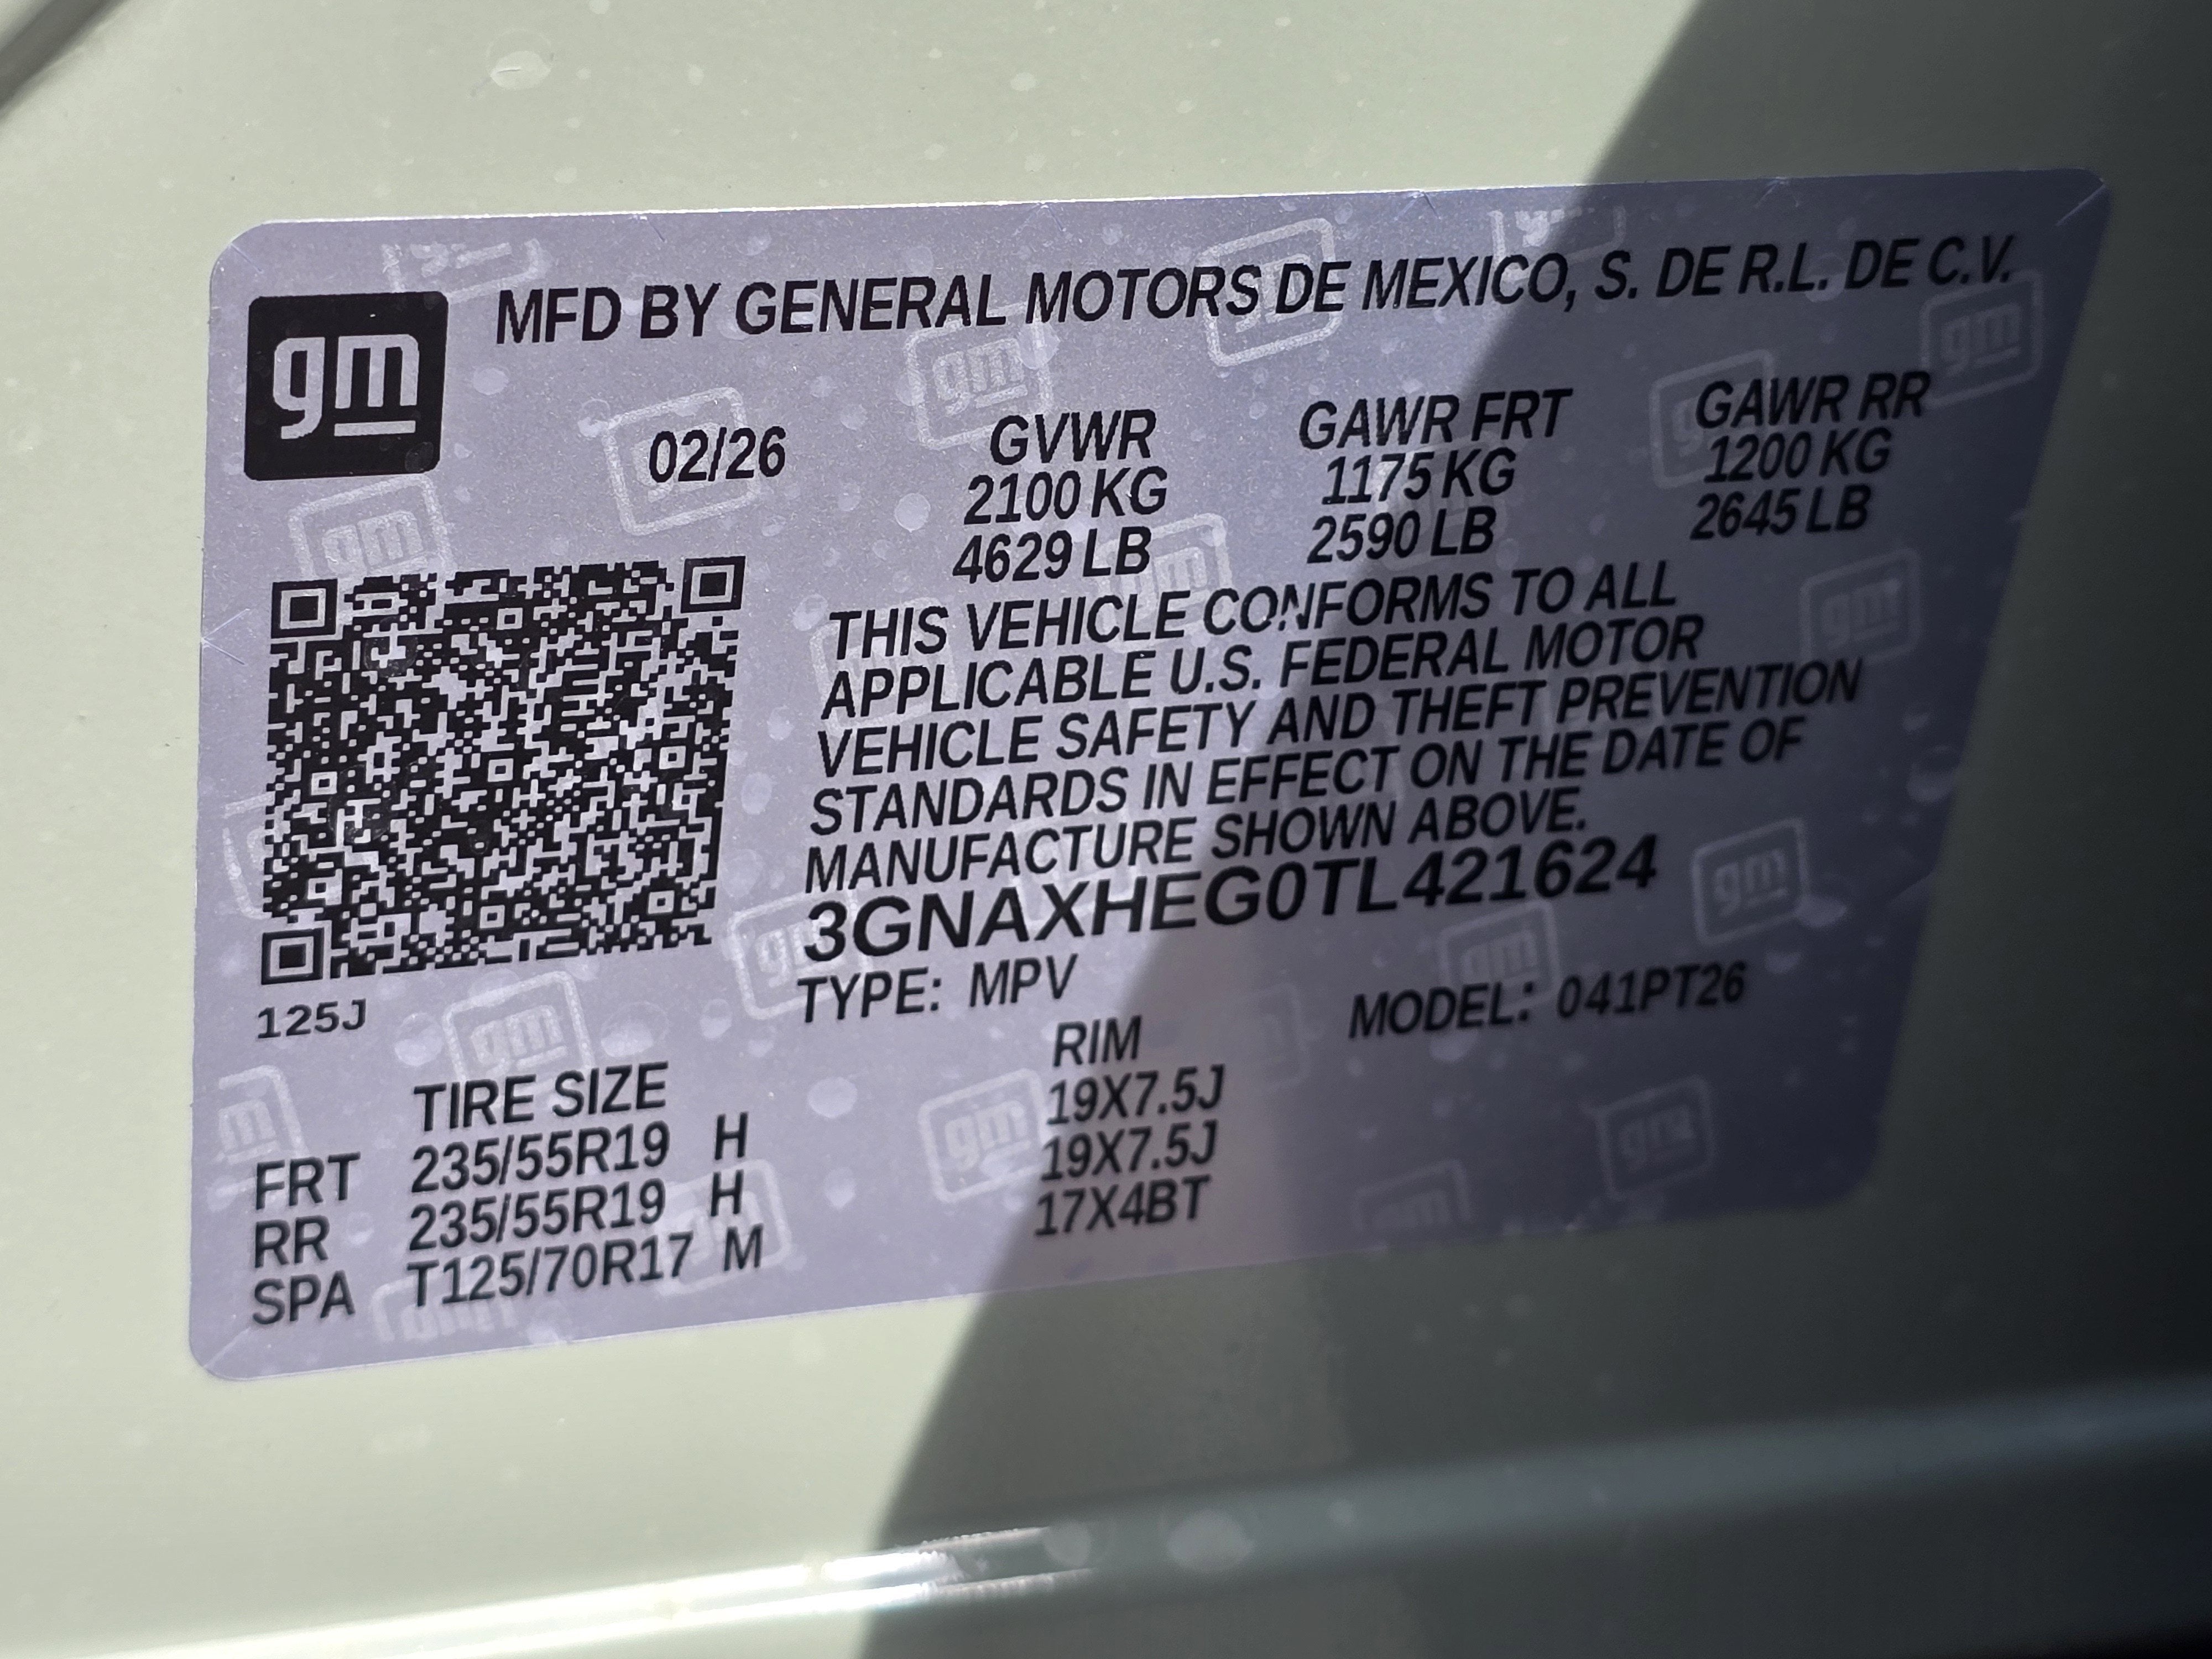 gm
MFD BY GENERAL MOTORS DE MEXICO, S. DE R.L. DE C.V.
02/26
GVWR
2100 KG
4629 LB
GAWR FRT
1175 KG
2590 LB
GAWR RR
1200 KG
2645 LB
THIS VEHICLE CONFORMS TO ALL
APPLICABLE U.S. FEDERAL MOTOR
VEHICLE SAFETY AND THEFT PREVENTION
STANDARDS IN EFFECT ON THE DATE OF
MANUFACTURE SHOWN ABOVE.
3GNAXHEG0TL421624
TYPE: MPV
MODEL: 041PT26
125J
TIRE SIZE RIM
FRT 235/55R19 H 19X7.5J
RR 235/55R19 H 19X7.5J
SPA T125/70R17 M 17X4BT